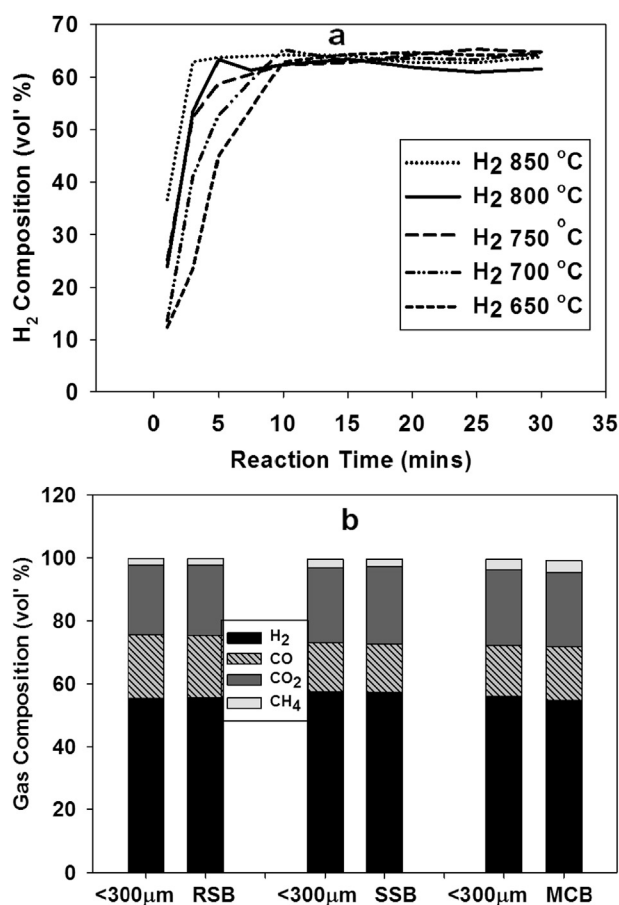 a
70
60
50
40
30
20
10
0
H2 Composition (vol' %)
H2 850 °C
H2 800 °C
H2 750 °C
H2 700 °C
H2 650 °C
0 5 10 15 20 25 30 35
Reaction Time (mins)
b
120
100
80
60
40
20
0
Gas Composition (vol' %)
H2
CO
CO2
CH4
<300µm RSB <300µm SSB <300µm MCB